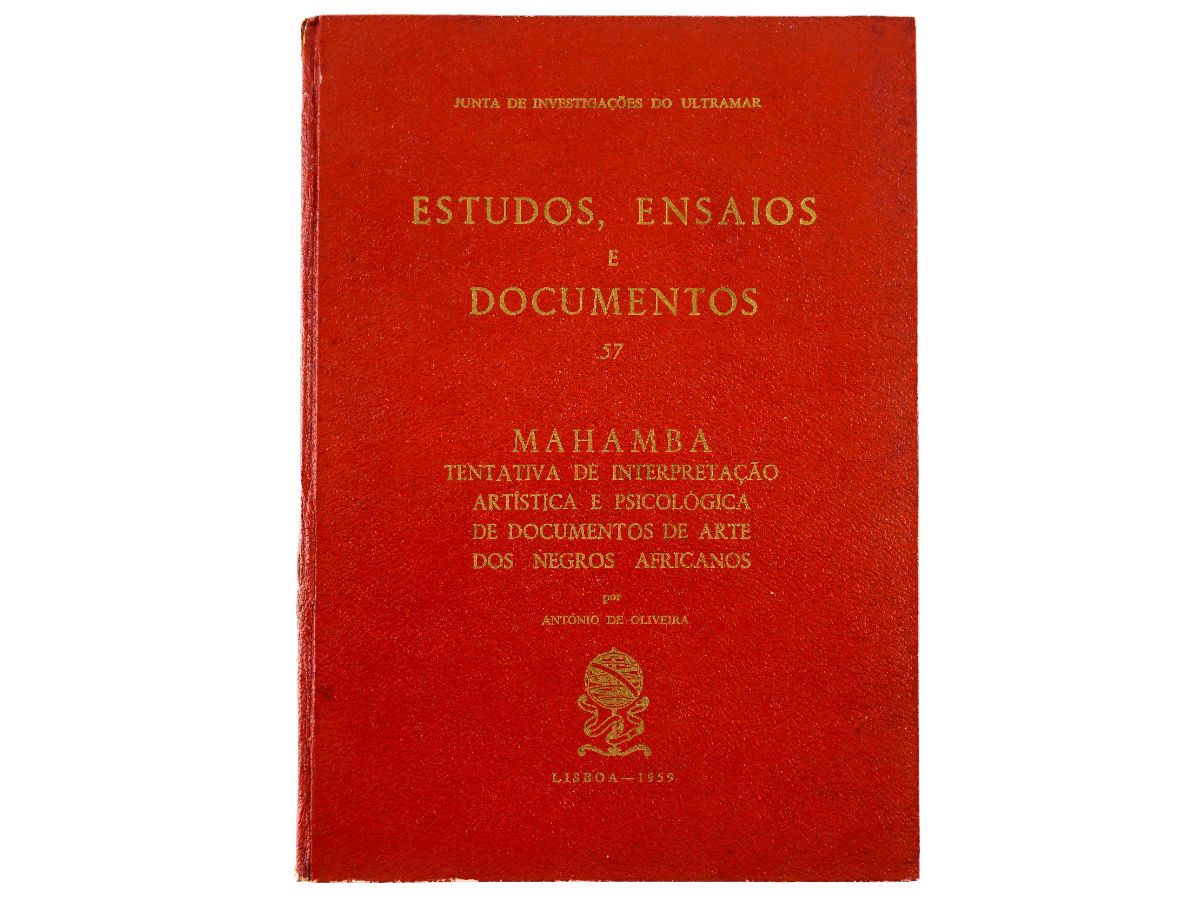 JUNTA DE INVESTIGAÇÕES DO ULTRAMAR
ESTUDOS, ENSAIOS
E
DOCUMENTOS
57
MAHAMBA
TENTATIVA DE INTERPRETAÇÃO
ARTÍSTICA E PSICOLÓGICA
DE DOCUMENTOS DE ARTE
DOS NEGROS AFRICANOS
por
ANTÓNIO DE OLIVEIRA
LISBOA—1959